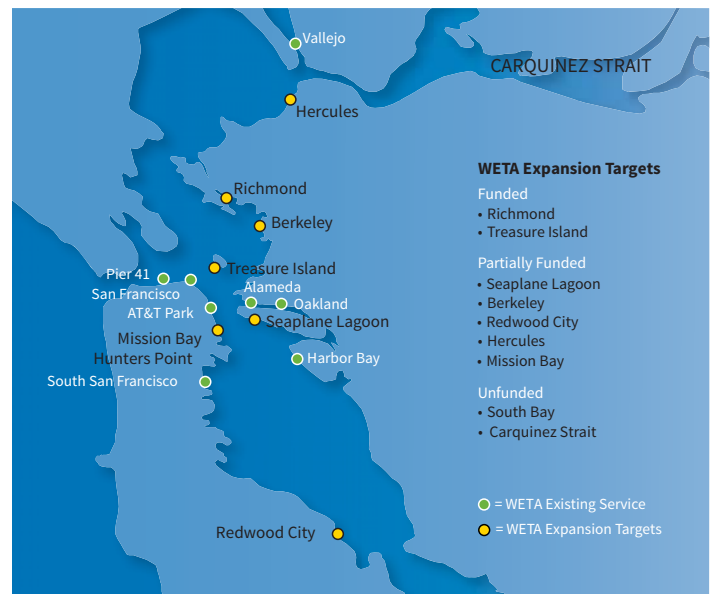 Vallejo
CARQUINEZ STRAIT
Hercules
Richmond
Berkeley
Treasure Island
Pier 41
San Francisco
AT&T Park
Alameda
Oakland
Seaplane Lagoon
Mission Bay
Hunters Point
Harbor Bay
South San Francisco
Redwood City
WETA Expansion Targets
Funded
• Richmond
• Treasure Island
Partially Funded
• Seaplane Lagoon
• Berkeley
• Redwood City
• Hercules
• Mission Bay
Unfunded
• South Bay
• Carquinez Strait
= WETA Existing Service
= WETA Expansion Targets